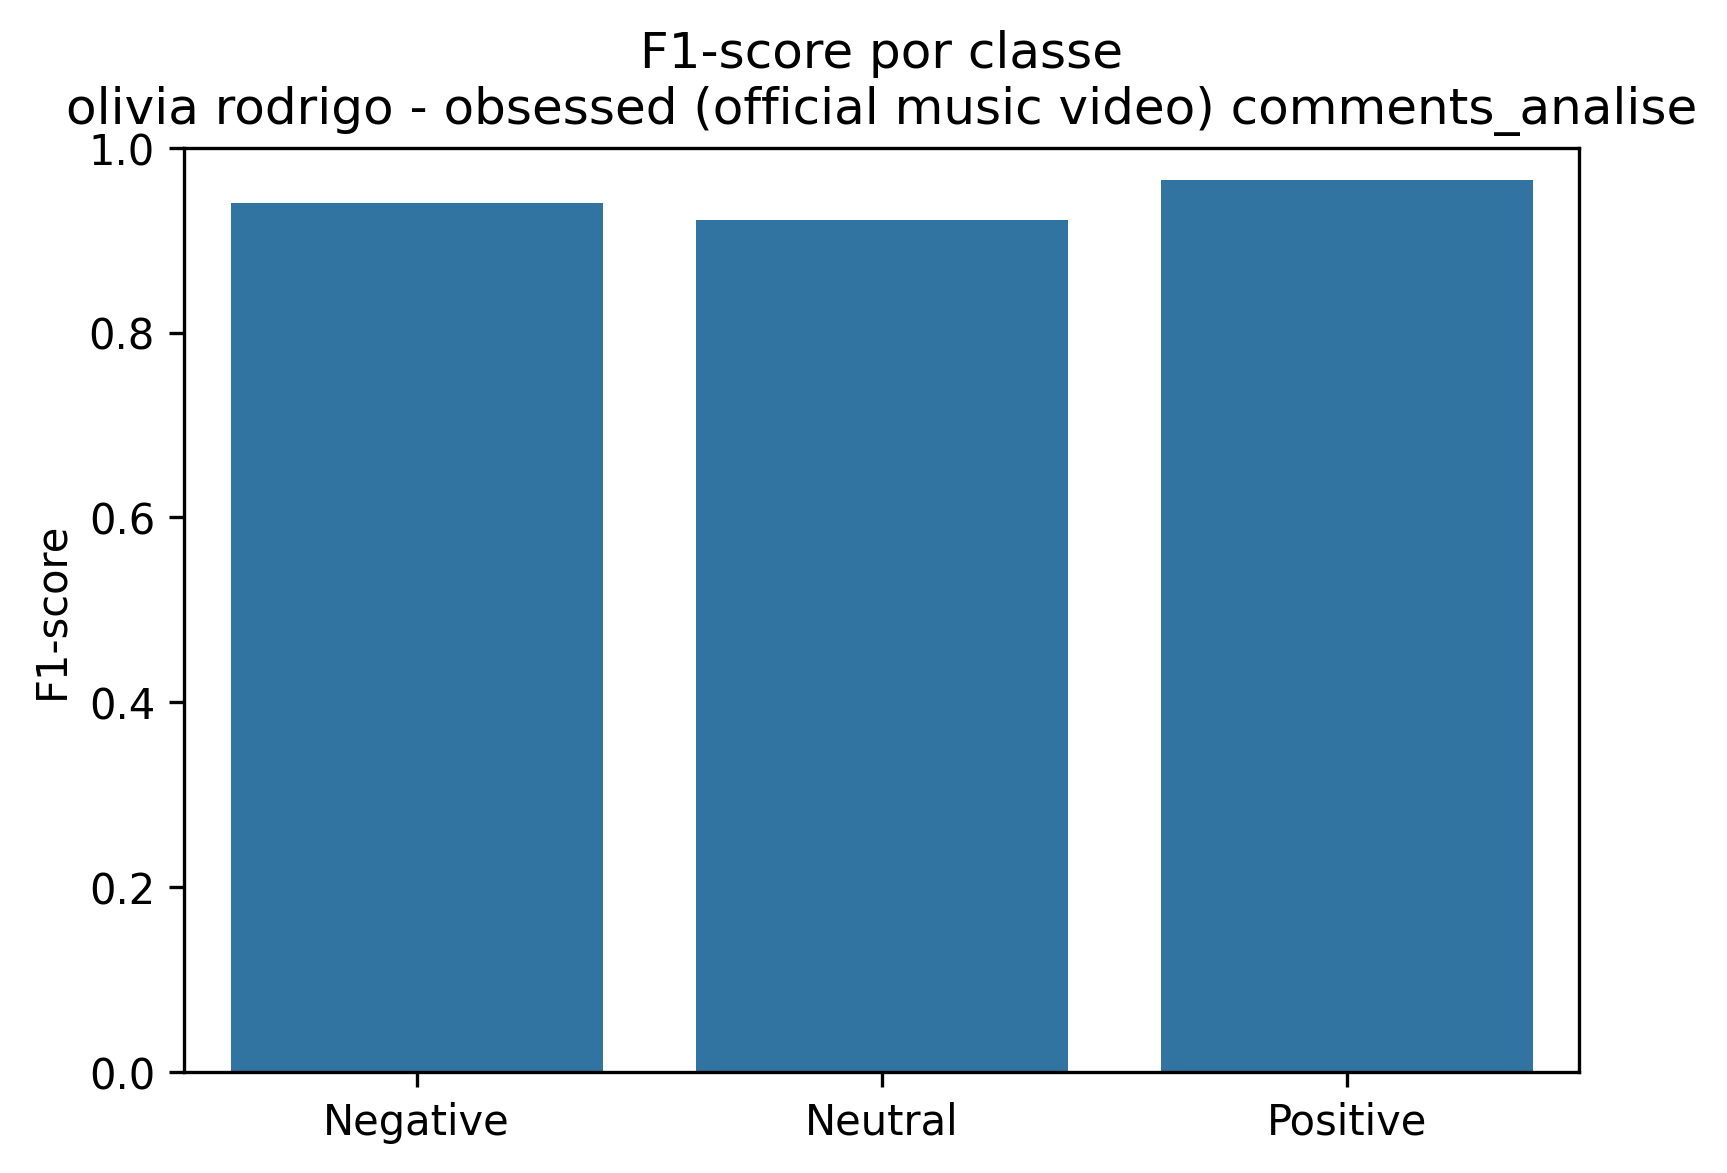 F1-score por classe
olivia rodrigo - obsessed (official music video) comments_analise
1.0
0.8
0.6
0.4
0.2
0.0
F1-score
Negative
Neutral
Positive